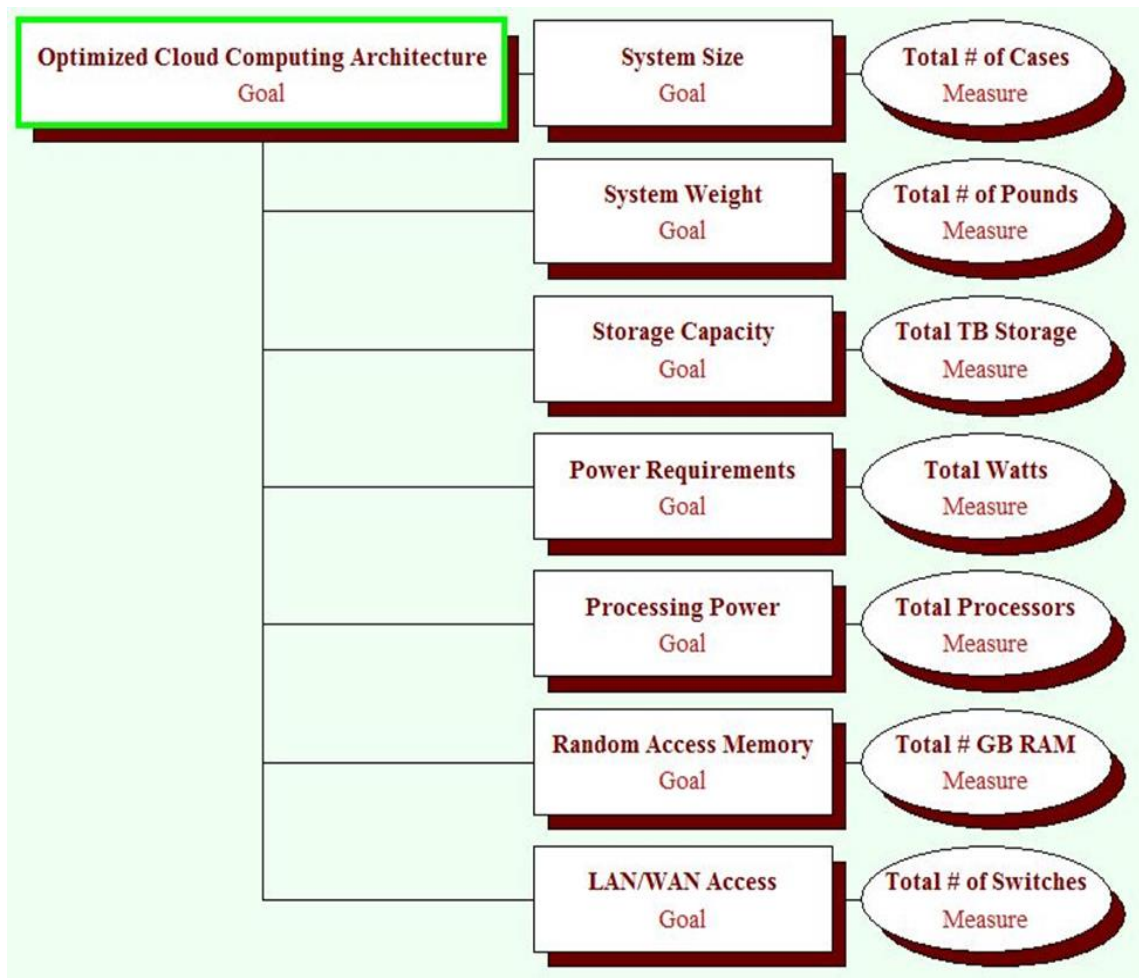 Optimized Cloud Computing Architecture
Goal
System Size
Goal
Total # of Cases
Measure
System Weight
Goal
Total # of Pounds
Measure
Storage Capacity
Goal
Total TB Storage
Measure
Power Requirements
Goal
Total Watts
Measure
Processing Power
Goal
Total Processors
Measure
Random Access Memory
Goal
Total # GB RAM
Measure
LAN/WAN Access
Goal
Total # of Switches
Measure